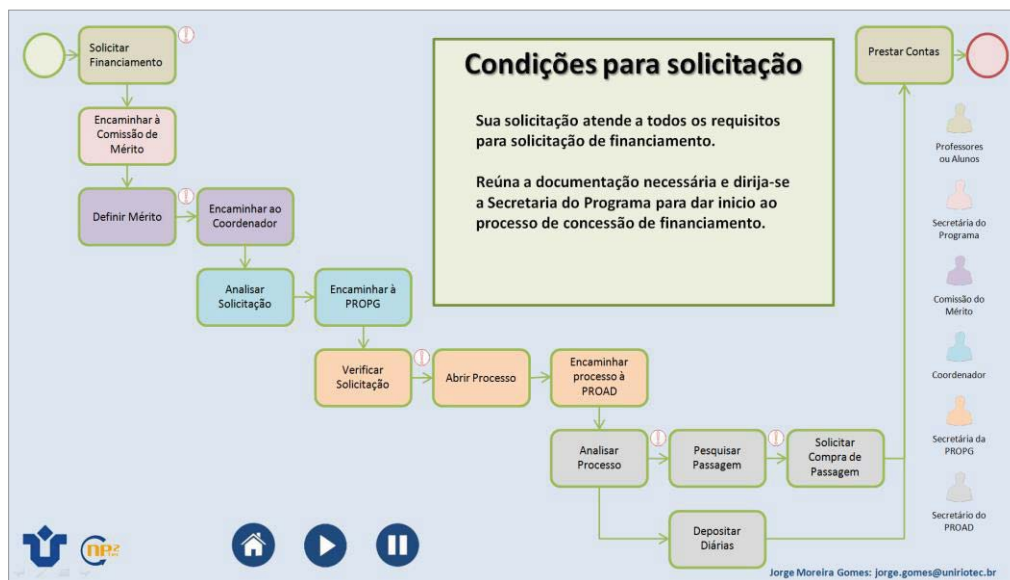 Solicitar
Financiamento
Encaminhar à
Comissão de
Mérito
Definir Mérito
Encaminhar ao
Coordenador
Analisar
Solicitação
Encaminhar à
PROPG
Verificar
Solicitação
Abrir Processo
Encaminhar
processo à
PROAD
Analisar
Processo
Pesquisar
Passagem
Solicitar
Compra de
Passagem
Depositar
Diárias
Prestar Contas
Condições para solicitação
Sua solicitação atende a todos os requisitos
para solicitação de financiamento.
Reúna a documentação necessária e dirija-se
a Secretaria do Programa para dar inicio ao
processo de concessão de financiamento.
Professores
ou Alunos
Secretária do
Programa
Comissão do
Mérito
Coordenador
Secretária da
PROPG
Secretário do
PROAD
Jorge Moreira Gomes: jorge.gomes@uniriotec.br